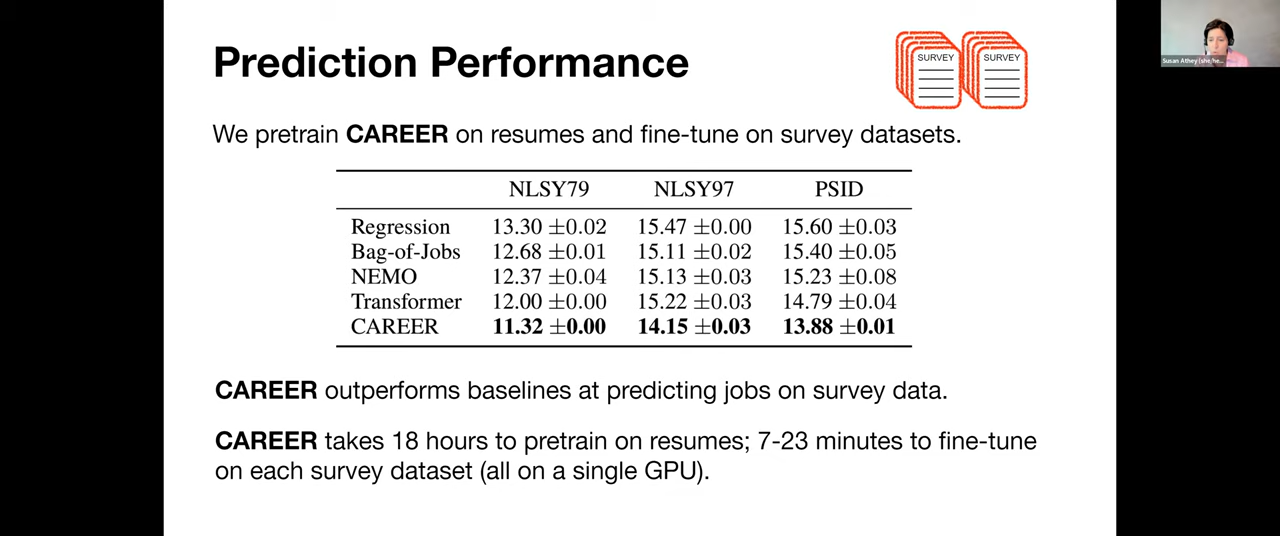 Prediction Performance
SURVEY SURVEY
Susan Athey (she/he...
We pretrain CAREER on resumes and fine-tune on survey datasets.
NLSY79 NLSY97 PSID
Regression 13.30 ±0.02 15.47 ±0.00 15.60 ±0.03
Bag-of-Jobs 12.68 ±0.01 15.11 ±0.02 15.40 ±0.05
NEMO 12.37 ±0.04 15.13 ±0.03 15.23 ±0.08
Transformer 12.00 ±0.00 15.22 ±0.03 14.79 ±0.04
CAREER 11.32 ±0.00 14.15 ±0.03 13.88 ±0.01
CAREER outperforms baselines at predicting jobs on survey data.
CAREER takes 18 hours to pretrain on resumes; 7-23 minutes to fine-tune
on each survey dataset (all on a single GPU).